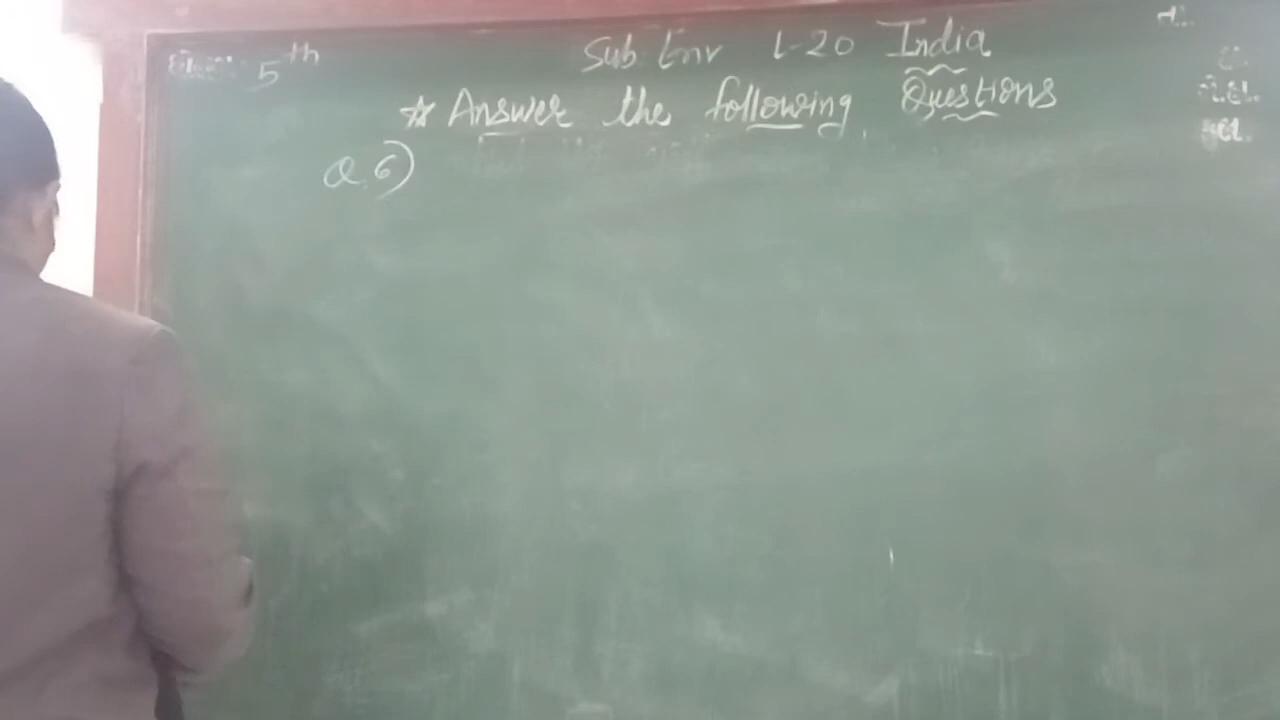 5th
Sub Env L-20 India
☆ Answer the following Questions
Q.6)